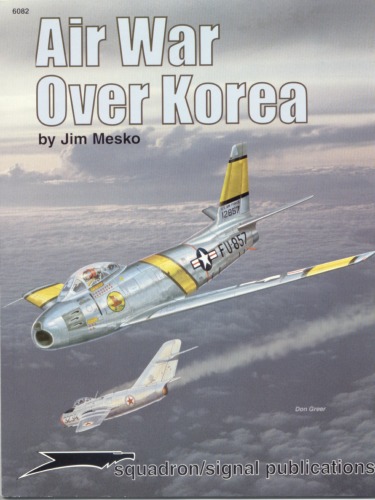 6082
Air War
Over Korea
by Jim Mesko
12857
FU-857
Don Greer
squadron/signal publications